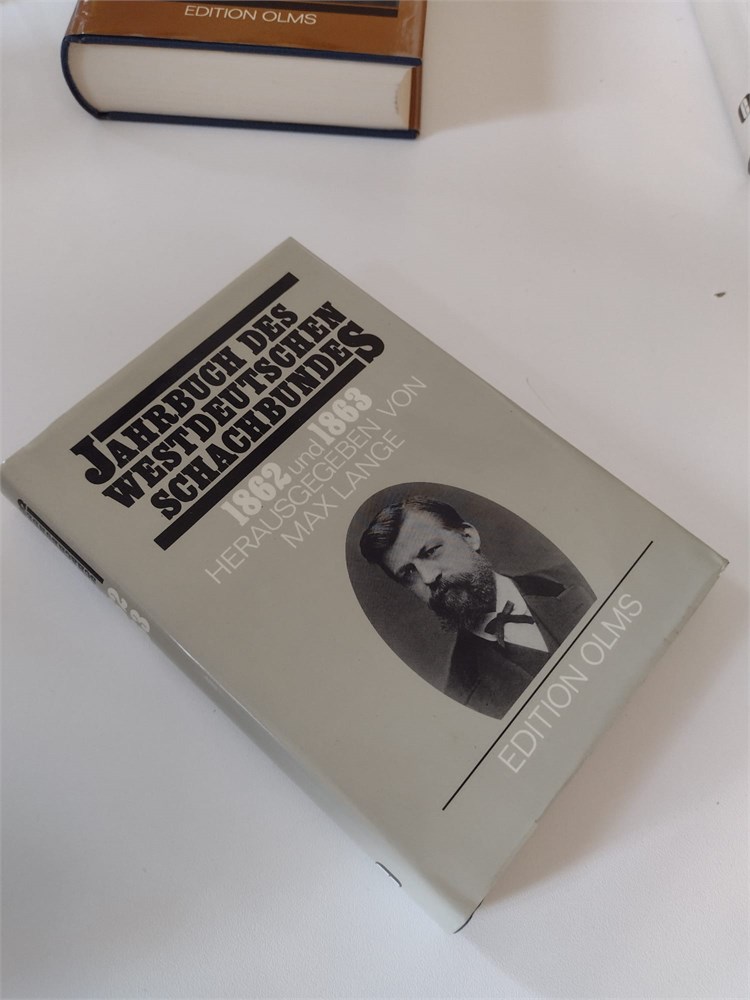 EDITION OLMS
JAHRBUCH DES
WESTDEUTSCHEN
SCHACHBUNDES
1862 und 1863
HERAUSGEGEBEN VON
MAX LANGE
EDITION OLMS